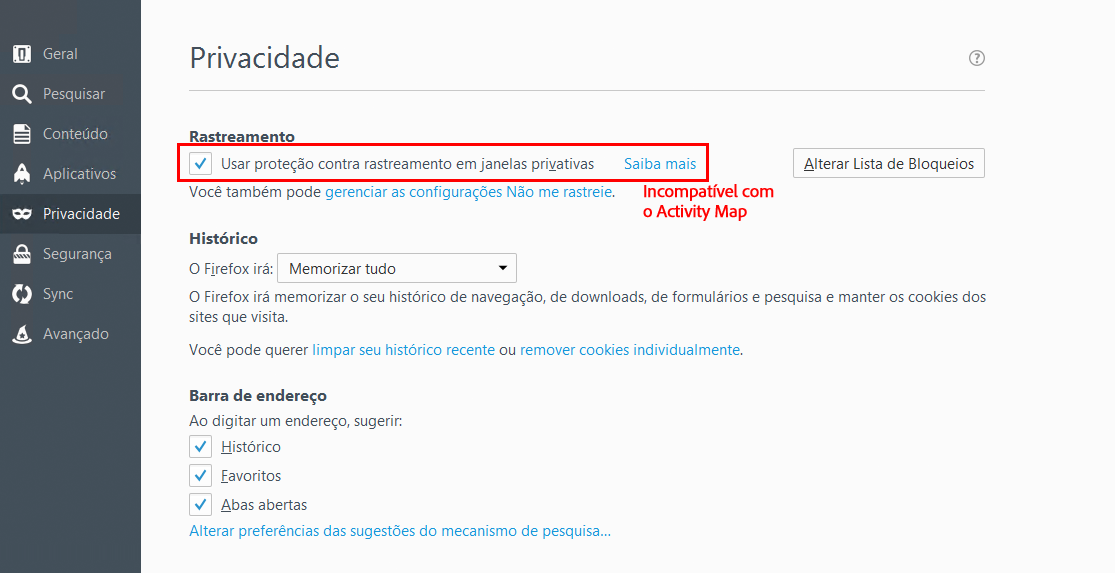 Geral
Pesquisar
Conteúdo
Aplicativos
Privacidade
Segurança
Sync
Avançado
Privacidade
?
Rastreamento
Usar proteção contra rastreamento em janelas privativas Saiba mais
Alterar Lista de Bloqueios
Você também pode gerenciar as configurações Não me rastreie.
Incompatível com
o Activity Map
Histórico
O Firefox irá: Memorizar tudo
O Firefox irá memorizar o seu histórico de navegação, de downloads, de formulários e pesquisa e manter os cookies dos
sites que visita.
Você pode querer limpar seu histórico recente ou remover cookies individualmente.
Barra de endereço
Ao digitar um endereço, sugerir:
Histórico
Favoritos
Abas abertas
Alterar preferências das sugestões do mecanismo de pesquisa...